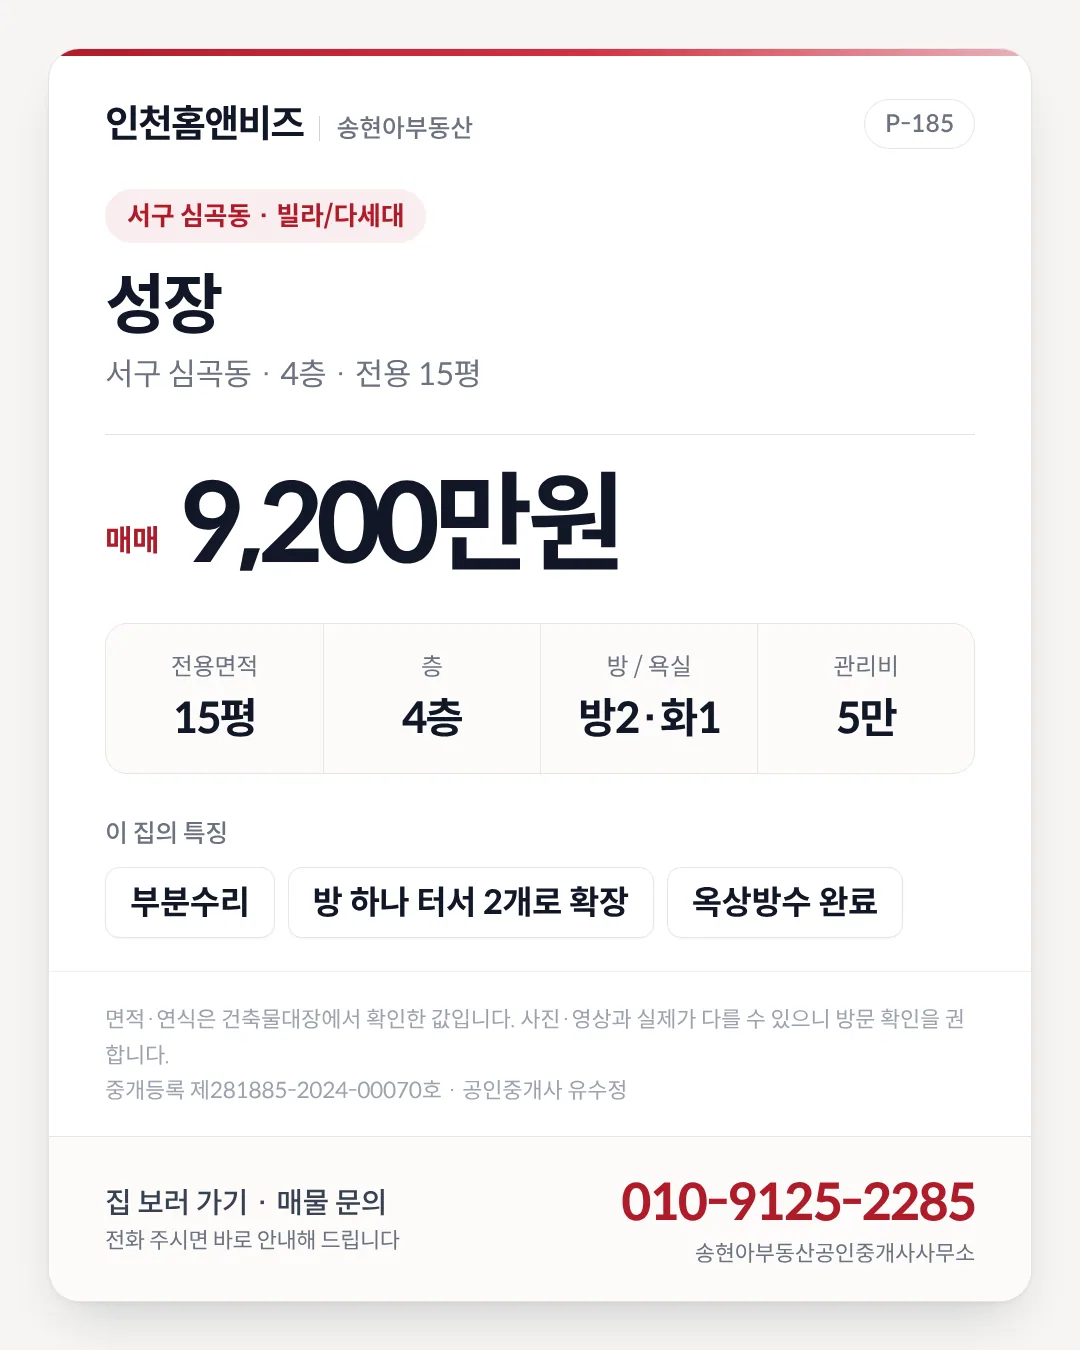 인천홈앤비즈 | 송현아부동산
P-185
서구 심곡동 · 빌라/다세대
성장
서구 심곡동 · 4층 · 전용 15평
매매 9,200만원
전용면적 층 방 / 욕실 관리비
15평 4층 방2·화1 5만
이 집의 특징
부분수리 방 하나 터서 2개로 확장 옥상방수 완료
면적·연식은 건축물대장에서 확인한 값입니다. 사진·영상과 실제가 다를 수 있으니 방문 확인을 권
합니다.
중개등록 제281885-2024-00070호 · 공인중개사 유수정
집 보러 가기 · 매물 문의
전화 주시면 바로 안내해 드립니다
010-9125-2285
송현아부동산공인중개사사무소